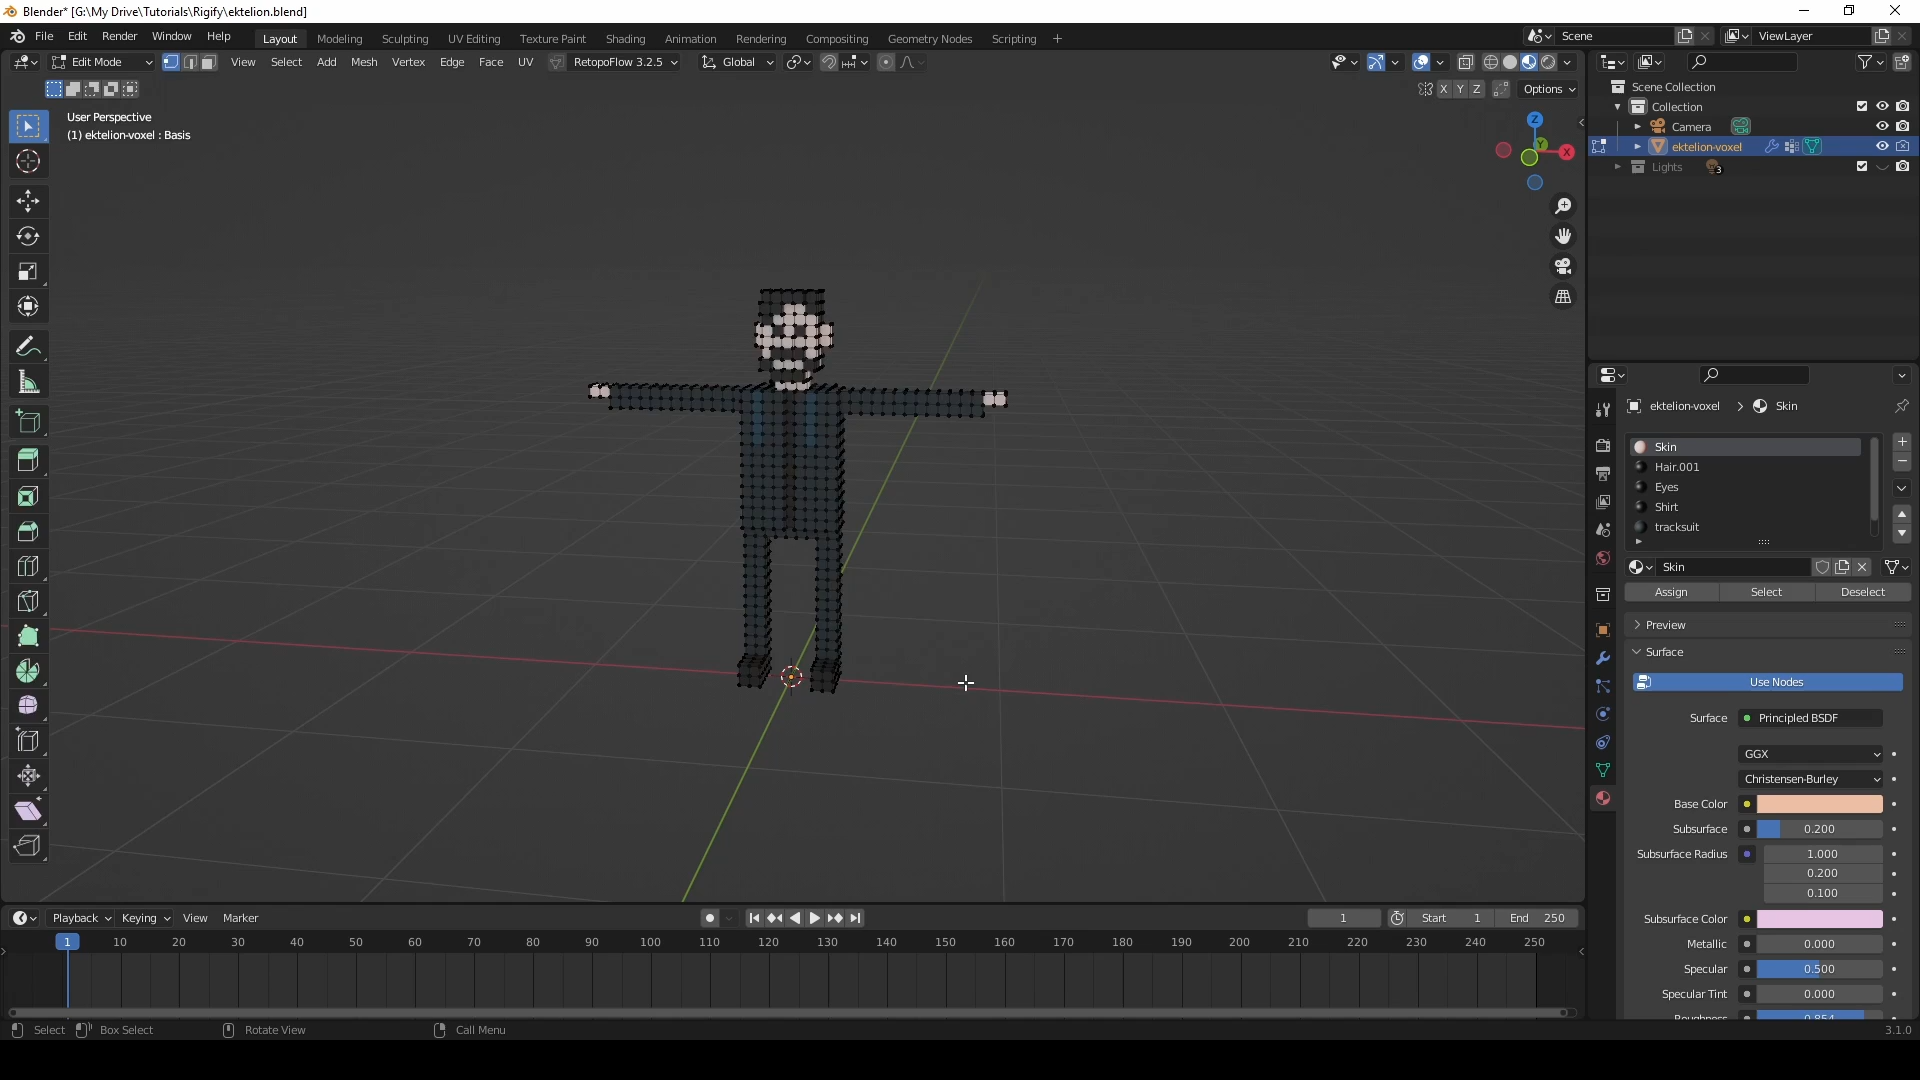 Blender* [G:\My Drive\Tutorials\Rigify\ektelion.blend]
File Edit Render Window Help Layout Modeling Sculpting UV Editing Texture Paint Shading Animation Rendering Compositing Geometry Nodes Scripting + Scene ViewLayer
Edit Mode View Select Add Mesh Vertex Edge Face UV RetopoFlow 3.2.5 Global
X Y Z Options
User Perspective
(1) ektelion-voxel : Basis
Z
Y
X
Scene Collection
Collection
Camera
ektelion-voxel
Lights 3
ektelion-voxel > Skin
Skin
Hair.001
Eyes
Shirt
tracksuit
Skin
Assign Select Deselect
Preview
Surface
Use Nodes
Surface Principled BSDF
GGX
Christensen-Burley
Base Color
Subsurface 0.200
Subsurface Radius 1.000
0.200
0.100
Subsurface Color
Metallic 0.000
Specular 0.500
Specular Tint 0.000
Roughness 0.854
Playback Keying View Marker 1 Start 1 End 250
1 10 20 30 40 50 60 70 80 90 100 110 120 130 140 150 160 170 180 190 200 210 220 230 240 250
Select Box Select Rotate View Call Menu 3.1.0